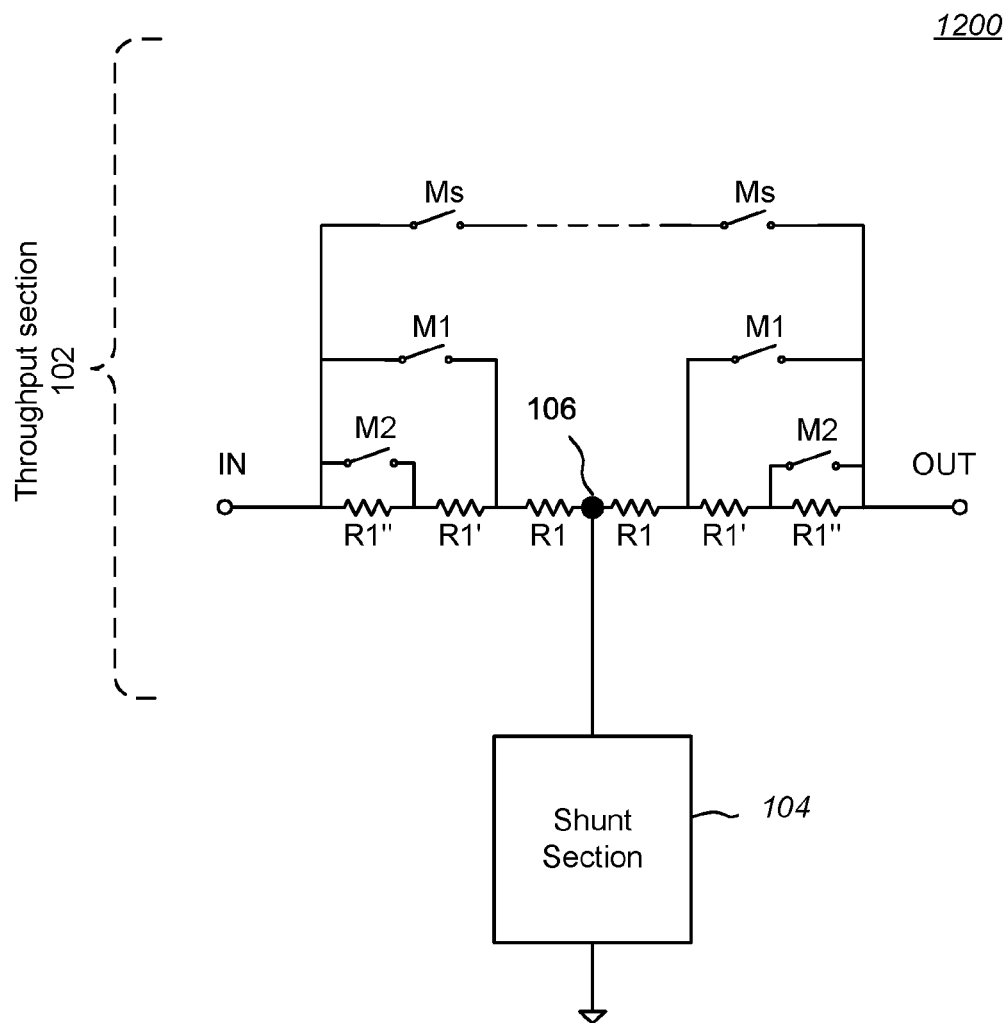 1200
Throughput section
102
Ms
Ms
M1
M1
106
M2
M2
IN
OUT
R1"
R1'
R1
R1
R1'
R1"
Shunt
Section
104